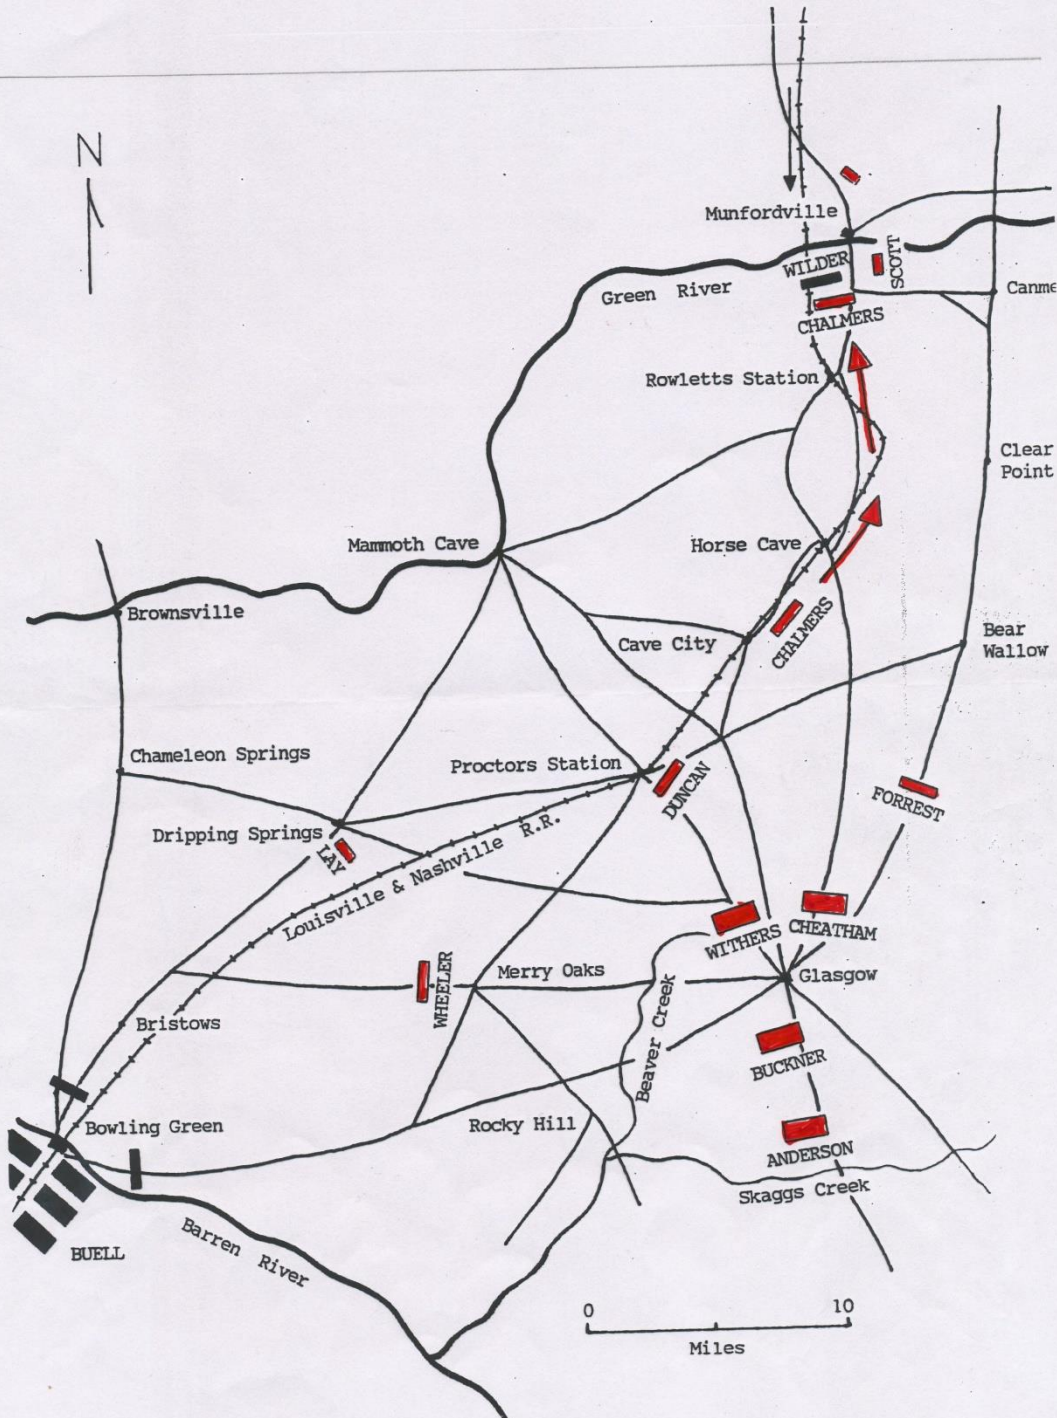 N
Munfordville
WILDER
SCOTT
Green River
CHALMERS
Rowletts Station
Clear
Point
Mammoth Cave
Horse Cave
Brownsville
Cave City
CHALMERS
Bear
Wallow
Chameleon Springs
Proctors Station
DUNCAN
FORREST
Dripping Springs
LAY
Louisville & Nashville R.R.
WITHERS
CHEATHAM
WHEELER
Merry Oaks
Glasgow
Beaver Creek
Bristows
BUCKNER
Bowling Green
Rocky Hill
ANDERSON
Skaggs Creek
BUELL
Barren River
0 10
Miles